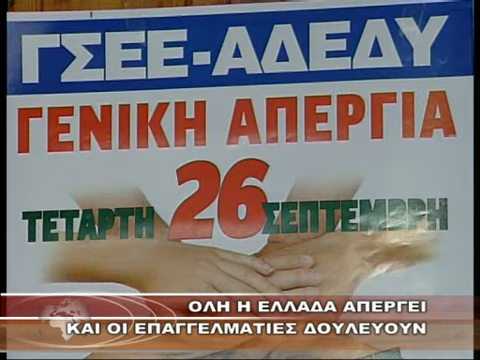 ΓΣΕΕ-ΑΔΕΔΥ
ΓΕΝΙΚΗ ΑΠΕΡΓΙΑ
ΤΕΤΑΡΤΗ 26 ΣΕΠΤΕΜΒΡΗ
ΟΛΗ Η ΕΛΛΑΔΑ ΑΠΕΡΓΕΙ
ΚΑΙ ΟΙ ΕΠΑΓΓΕΛΜΑΤΙΕΣ ΔΟΥΛΕΥΟΥΝ